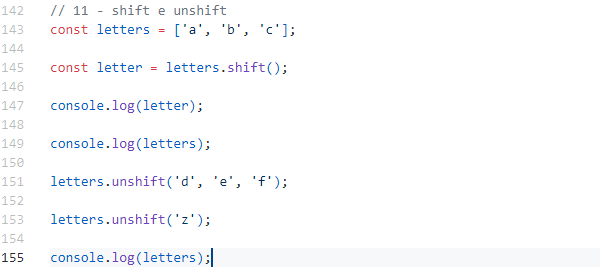 142 // 11 - shift e unshift
143 const letters = ['a', 'b', 'c'];
144
145 const letter = letters.shift();
146
147 console.log(letter);
148
149 console.log(letters);
150
151 letters.unshift('d', 'e', 'f');
152
153 letters.unshift('z');
154
155 console.log(letters);